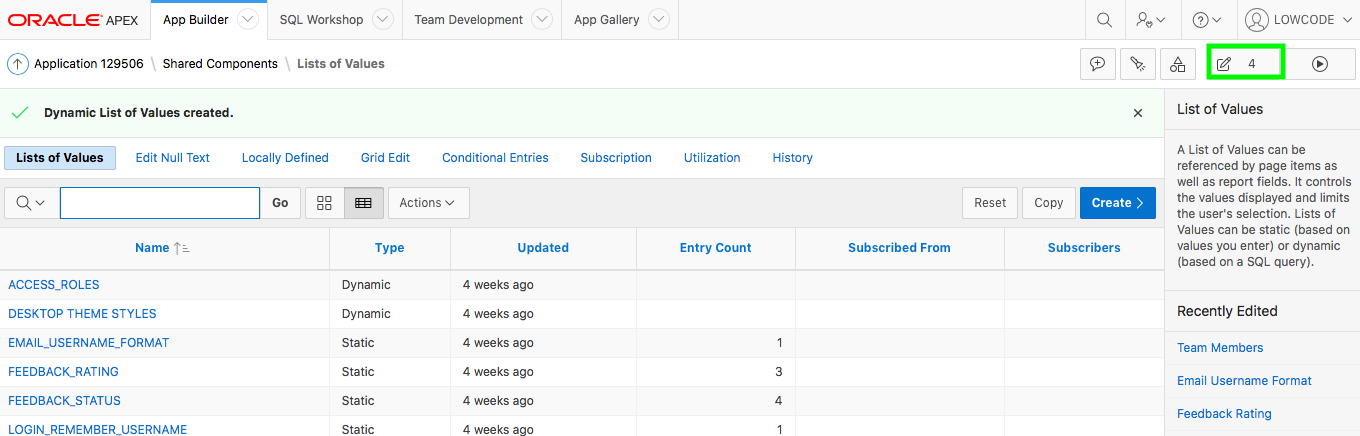 ORACLE APEX App Builder SQL Workshop Team Development App Gallery LOWCODE
Application 129506 \ Shared Components \ Lists of Values 4
Dynamic List of Values created.
Lists of Values Edit Null Text Locally Defined Grid Edit Conditional Entries Subscription Utilization History
Go Actions Reset Copy Create
Name Type Updated Entry Count Subscribed From Subscribers
ACCESS_ROLES Dynamic 4 weeks ago
DESKTOP THEME STYLES Dynamic 4 weeks ago
EMAIL_USERNAME_FORMAT Static 4 weeks ago 1
FEEDBACK_RATING Static 4 weeks ago 3
FEEDBACK_STATUS Static 4 weeks ago 4
LOGIN_REMEMBER_USERNAME Static 4 weeks ago 1
List of Values
A List of Values can be
referenced by page items as
well as report fields. It controls
the values displayed and limits
the user's selection. Lists of
Values can be static (based on
values you enter) or dynamic
(based on a SQL query).
Recently Edited
Team Members
Email Username Format
Feedback Rating